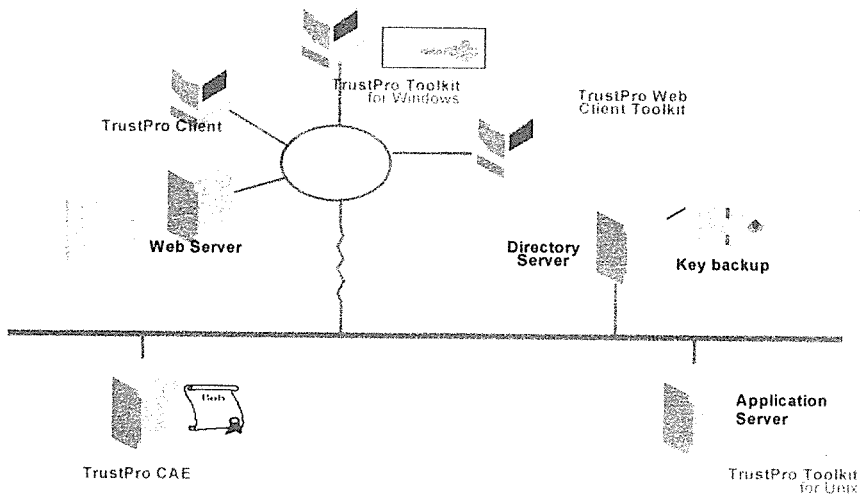 TrustPro Toolkit
for Windows
TrustPro Web
Client Toolkit
TrustPro Client
Web Server
Directory
Server
Key backup
Bob
Application
Server
TrustPro CAE
TrustPro Toolkit
for Unix